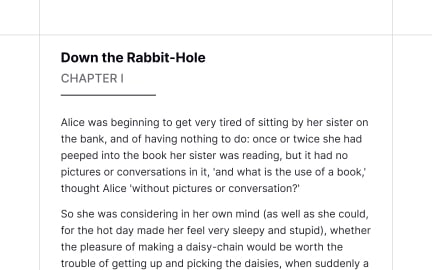 Down the Rabbit-Hole
CHAPTER I
Alice was beginning to get very tired of sitting by her sister on
the bank, and of having nothing to do: once or twice she had
peeped into the book her sister was reading, but it had no
pictures or conversations in it, 'and what is the use of a book,'
thought Alice 'without pictures or conversation?'
So she was considering in her own mind (as well as she could,
for the hot day made her feel very sleepy and stupid), whether
the pleasure of making a daisy-chain would be worth the
trouble of getting up and picking the daisies, when suddenly a